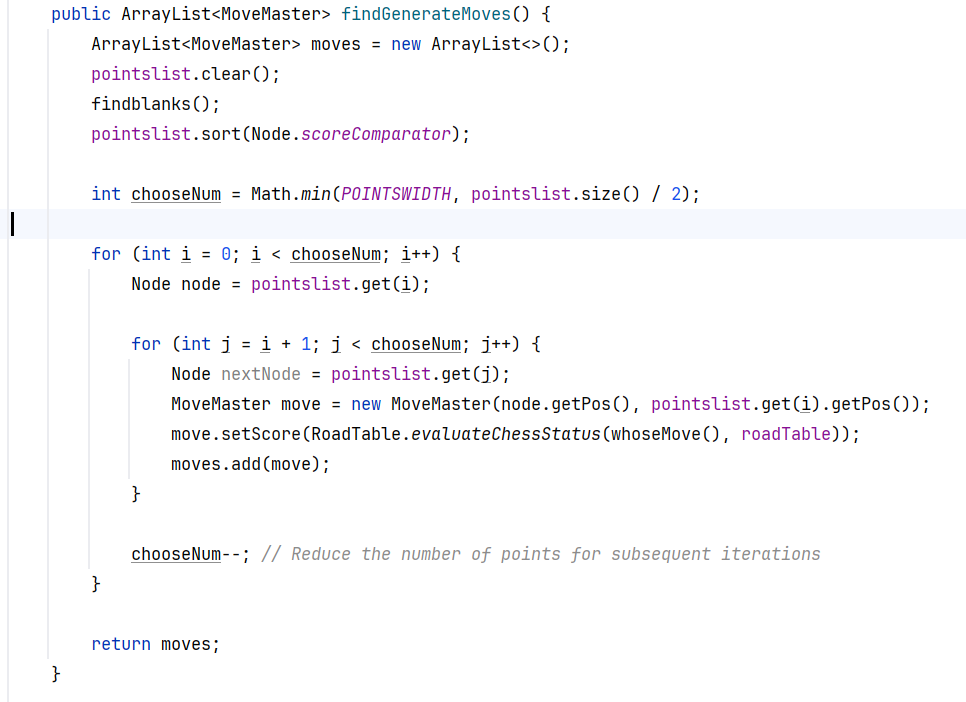 public ArrayList<MoveMaster> findGenerateMoves() {
ArrayList<MoveMaster> moves = new ArrayList<>();
pointslist.clear();
findblanks();
pointslist.sort(Node.scoreComparator);
int chooseNum = Math.min(POINTSWIDTH, pointslist.size() / 2);
for (int i = 0; i < chooseNum; i++) {
Node node = pointslist.get(i);
for (int j = i + 1; j < chooseNum; j++) {
Node nextNode = pointslist.get(j);
MoveMaster move = new MoveMaster(node.getPos(), pointslist.get(i).getPos());
move.setScore(RoadTable.evaluateChessStatus(whoseMove(), roadTable));
moves.add(move);
}
chooseNum--; // Reduce the number of points for subsequent iterations
}
return moves;
}